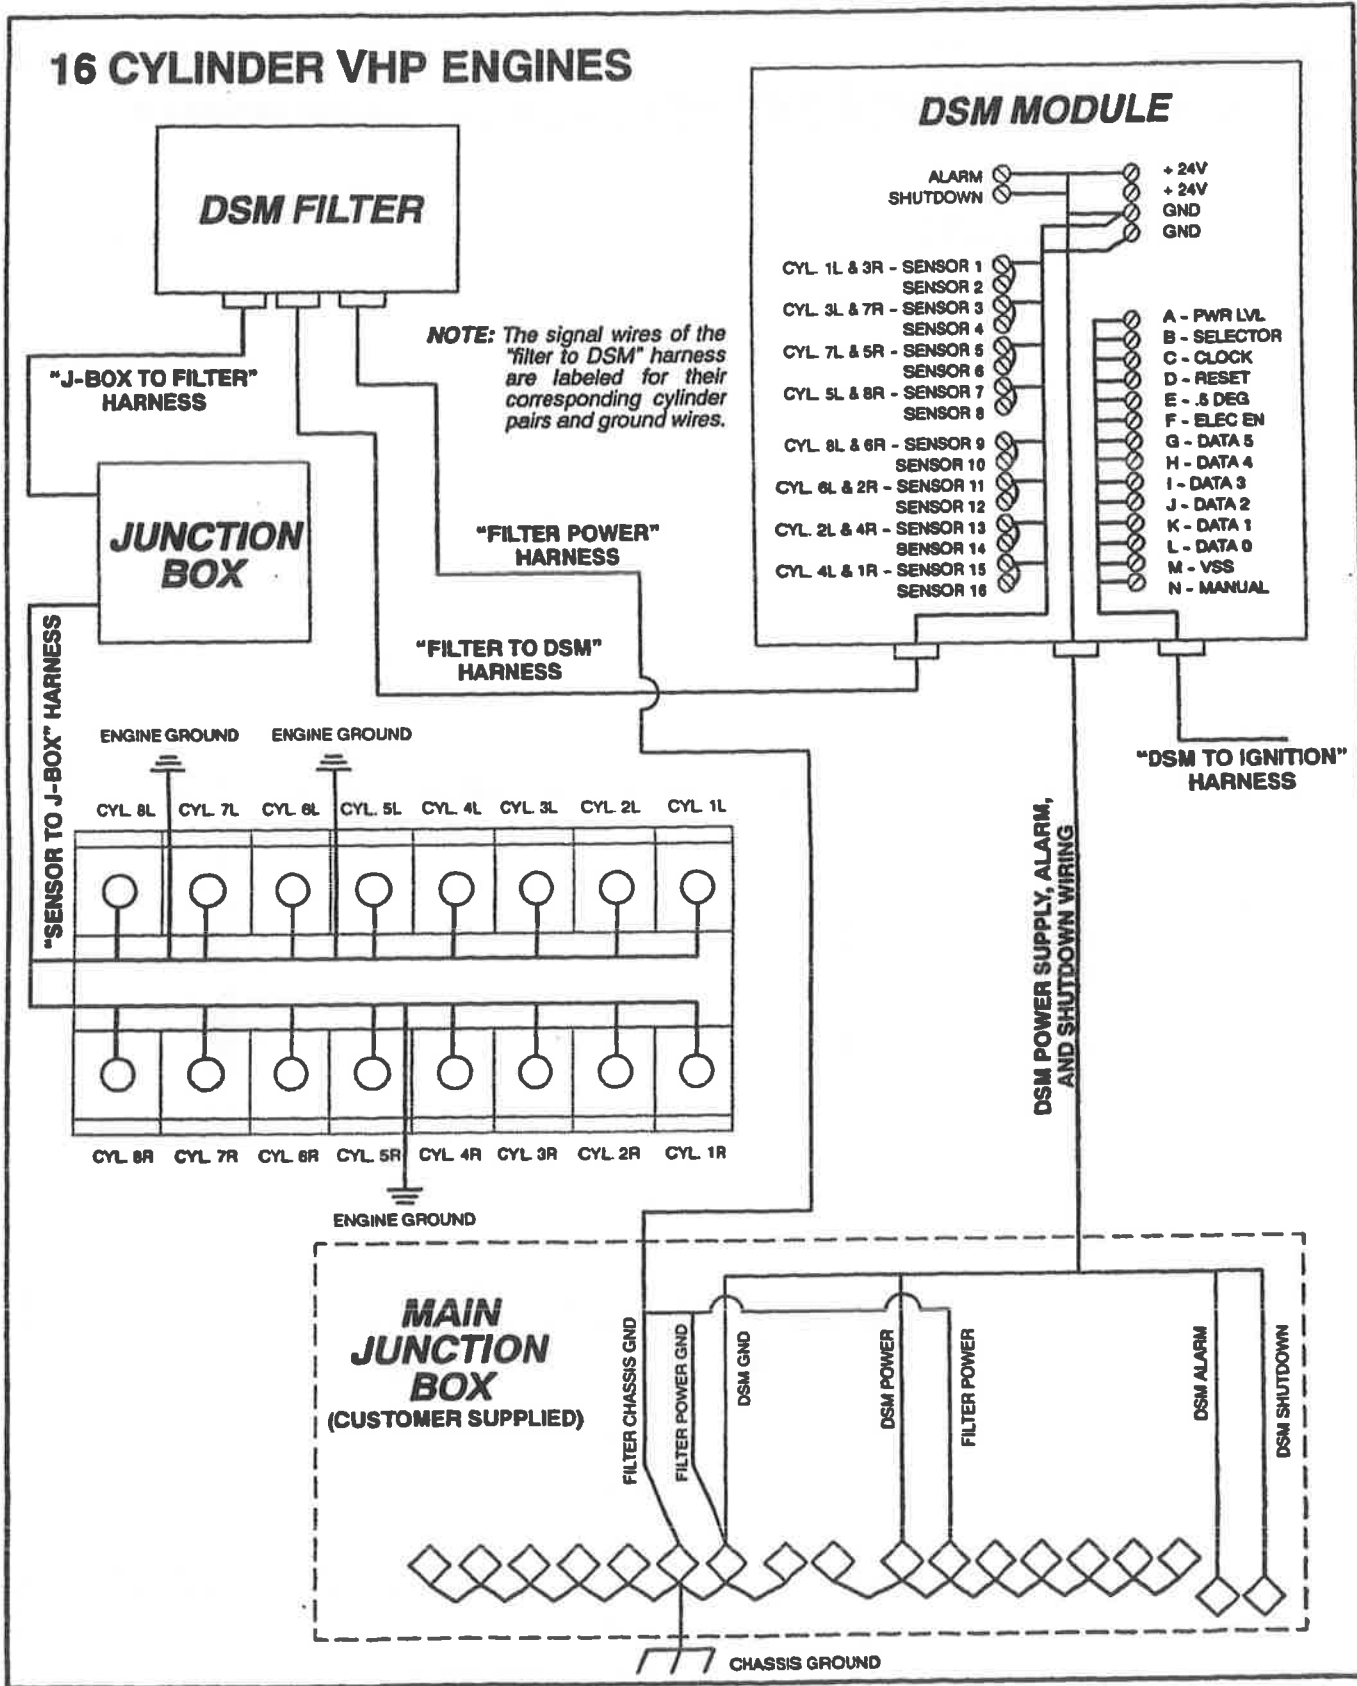 16 CYLINDER VHP ENGINES
DSM FILTER
"J-BOX TO FILTER"
HARNESS
NOTE: The signal wires of the
"filter to DSM" harness
are labeled for their
corresponding cylinder
pairs and ground wires.
JUNCTION
BOX
"FILTER POWER"
HARNESS
"FILTER TO DSM"
HARNESS
"SENSOR TO J-BOX" HARNESS
DSM MODULE
ALARM
SHUTDOWN
+ 24V
+ 24V
GND
GND
CYL. 1L & 3R - SENSOR 1
SENSOR 2
CYL. 3L & 7R - SENSOR 3
SENSOR 4
CYL. 7L & 5R - SENSOR 5
SENSOR 6
CYL. 5L & 8R - SENSOR 7
SENSOR 8
CYL. 8L & 6R - SENSOR 9
SENSOR 10
CYL. 6L & 2R - SENSOR 11
SENSOR 12
CYL. 2L & 4R - SENSOR 13
SENSOR 14
CYL. 4L & 1R - SENSOR 15
SENSOR 16
A - PWR LVL
B - SELECTOR
C - CLOCK
D - RESET
E - .5 DEG
F - ELEC EN
G - DATA 5
H - DATA 4
I - DATA 3
J - DATA 2
K - DATA 1
L - DATA 0
M - VSS
N - MANUAL
"DSM TO IGNITION"
HARNESS
DSM POWER SUPPLY, ALARM,
AND SHUTDOWN WIRING
ENGINE GROUND
ENGINE GROUND
CYL. 8L
CYL. 7L
CYL. 6L
CYL. 5L
CYL. 4L
CYL. 3L
CYL. 2L
CYL. 1L
CYL. 8R
CYL. 7R
CYL. 6R
CYL. 5R
CYL. 4R
CYL. 3R
CYL. 2R
CYL. 1R
ENGINE GROUND
MAIN
JUNCTION
BOX
(CUSTOMER SUPPLIED)
FILTER CHASSIS GND
FILTER POWER GND
DSM GND
DSM POWER
FILTER POWER
DSM ALARM
DSM SHUTDOWN
CHASSIS GROUND